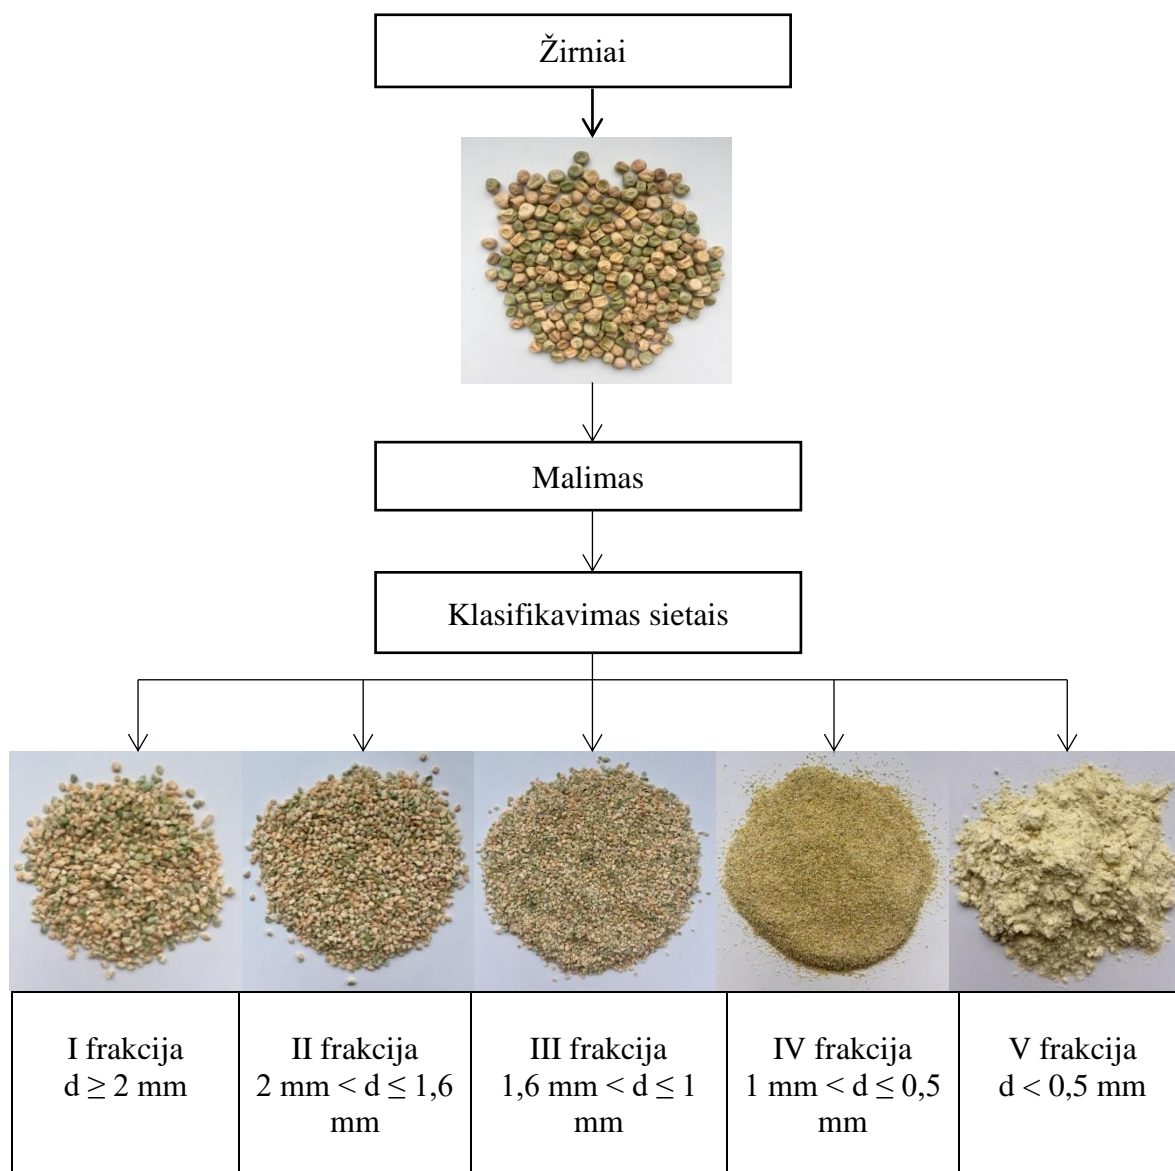 Žirniai
Malimas
Klasifikavimas sietais
I frakcija
d ≥ 2 mm
II frakcija
2 mm < d ≤ 1,6
mm
III frakcija
1,6 mm < d ≤ 1
mm
IV frakcija
1 mm < d ≤ 0,5
mm
V frakcija
d < 0,5 mm